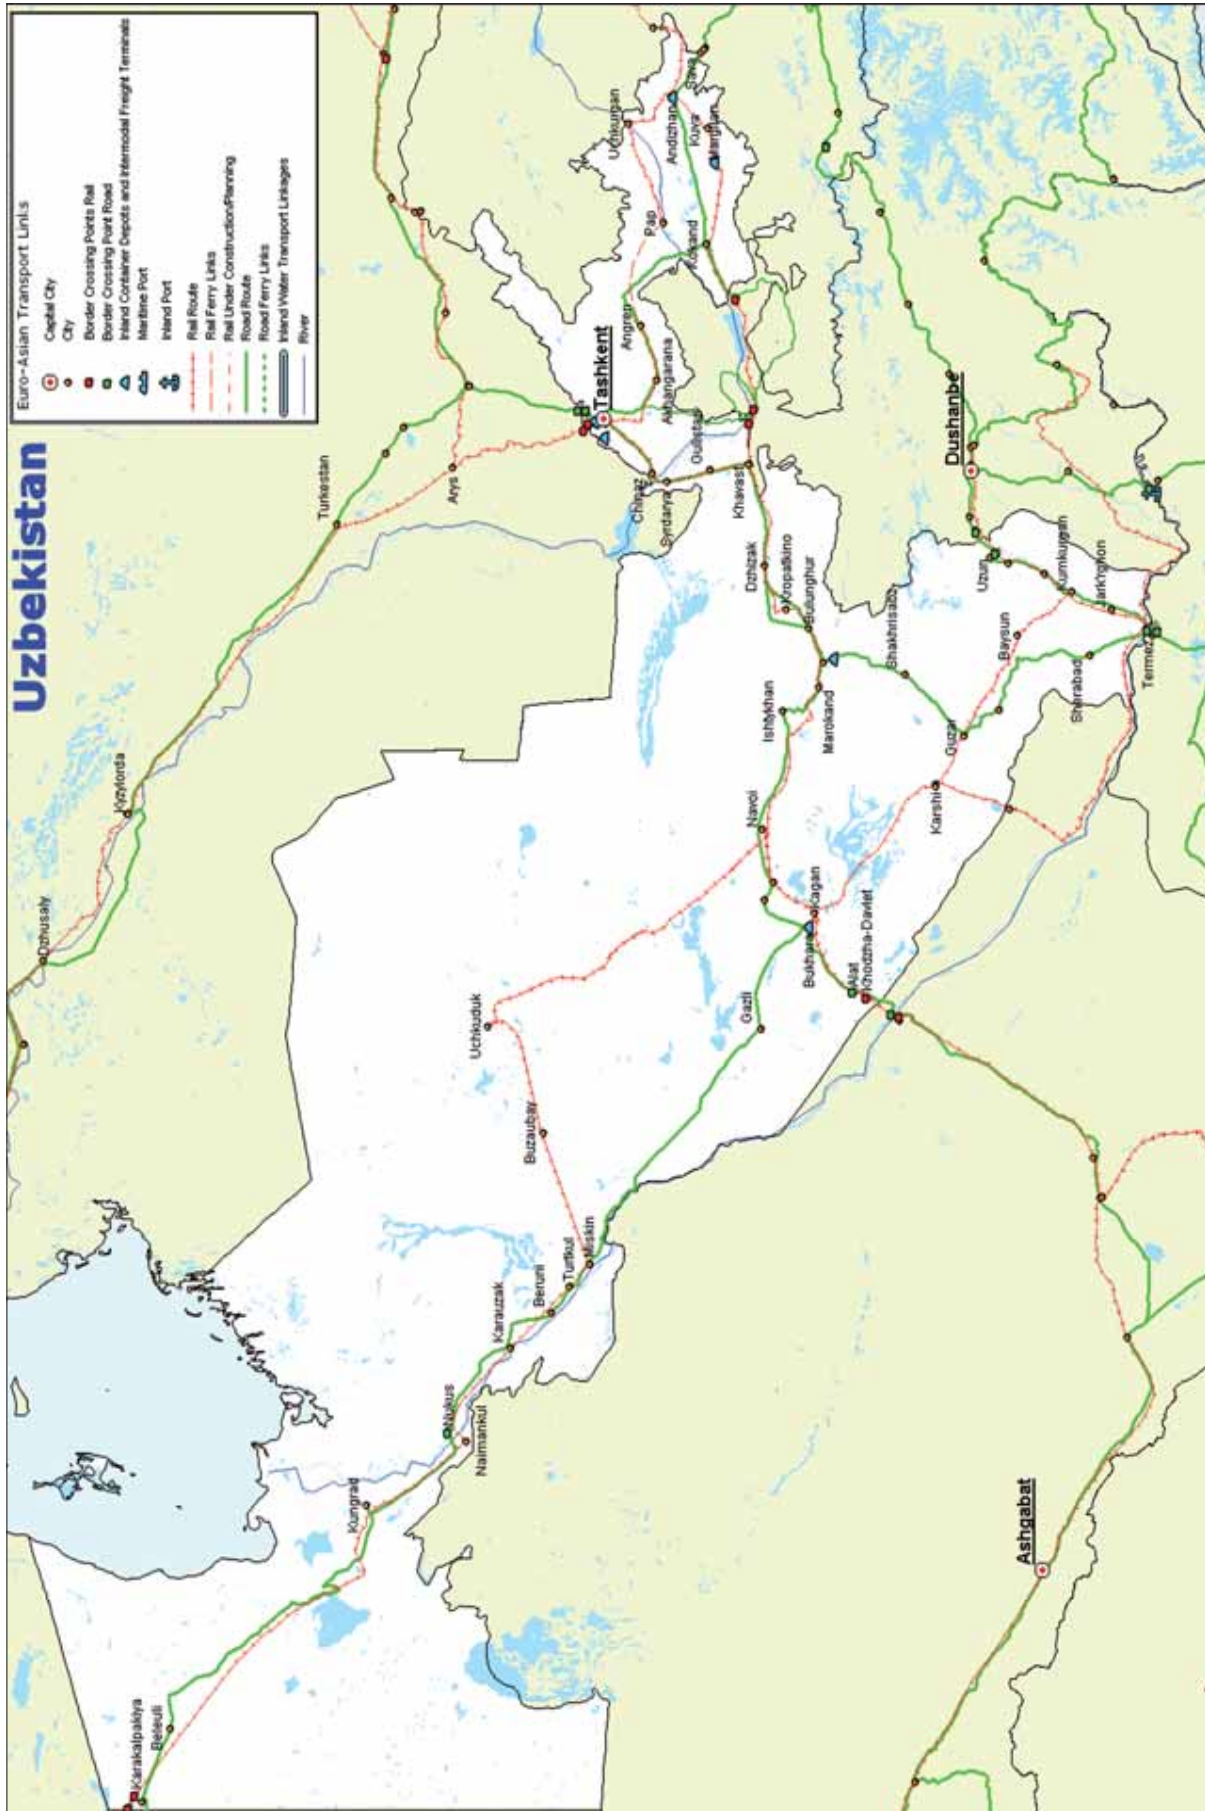 Uzbekistan
Euro-Asian Transport Links
Capital City
City
Border Crossing Points Rail
Border Crossing Point Road
Inland Container Depots and Intermodal Freight Terminals
Maritime Port
Inland Port
Rail Route
Rail Ferry Links
Rail Under Construction/Planning
Road Route
Road Ferry Links
Inland Water Transport Linkages
River
Karakalpakiya
Beleuli
Kungrad
Nukus
Naimankul
Karauzak
Beruni
Turtkul
Miskin
Buzaubay
Uchkuduk
Dzhusaly
Kyzylorda
Turkestan
Arys
Gazli
Bukhara
Kagan
Alat
Khodzha-Davlet
Navoi
Ishtykhan
Marokand
Bulunghur
Kropatkino
Dzhizak
Khavast
Gulistan
Syrdarya
Chinaz
Tashkent
Akhangarana
Angren
Pap
Kokand
Uchkurgan
Andizhan
Kuva
Margilan
Sava
Karshi
Guzar
Shakhrisabz
Baysun
Sherabad
Termez
Jarkhghon
Kumkurgan
Uzun
Dushanbe
Ashgabat